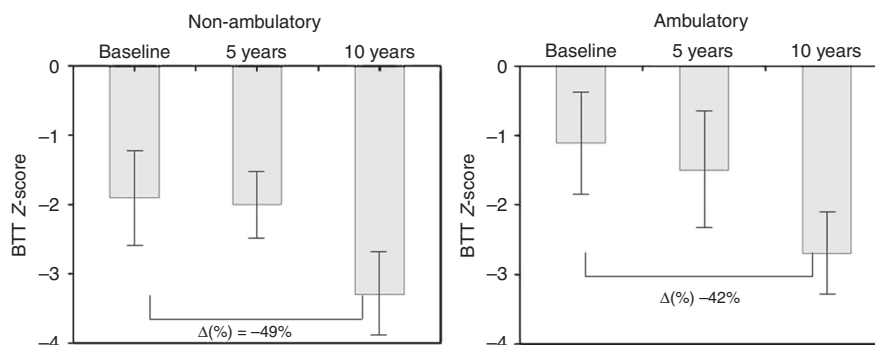 Non-ambulatory
Baseline 5 years 10 years
0
–1
–2
–3
–4
BTT Z-score
Δ(%) = –49%
Ambulatory
Baseline 5 years 10 years
0
–1
–2
–3
–4
BTT Z-score
Δ(%) –42%